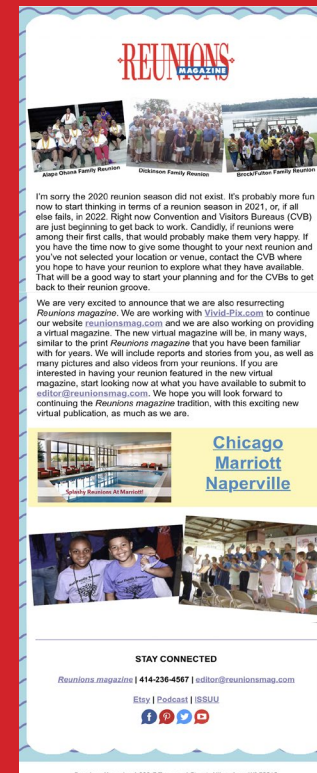 REUNIONS
MAGAZINE
Alapa Ohana Family Reunion
Dickinson Family Reunion
Brock/Fulton Family Reunion
I'm sorry the 2020 reunion season did not exist. It's probably more fun
now to start thinking in terms of a reunion season in 2021, or, if all
else fails, in 2022. Right now Convention and Visitors Bureaus (CVB)
are just beginning to get back to work. Candidly, if reunions were
among their first calls, that would probably make them very happy. If
you have the time now to give some thought to your next reunion and
you've not selected your location or venue, contact the CVB where
you hope to have your reunion to explore what they have available.
That will be a good way to start your planning and for the CVBs to get
back to their reunion groove.
We are very excited to announce that we are also resurrecting
Reunions magazine. We are working with Vivid-Pix.com to continue
our website reunionsmag.com and we are also working on providing
a virtual magazine. The new virtual magazine will be, in many ways,
similar to the print Reunions magazine that you have been familiar
with for years. We will include reports and stories from you, as well as
many pictures and also videos from your reunions. If you are
interested in having your reunion featured in the new virtual
magazine, start looking now at what you have available to submit to
editor@reunionsmag.com. We hope you will look forward to
continuing the Reunions magazine tradition, with this exciting new
virtual publication, as much as we are.
Splashy Reunions At Marriott!
Chicago
Marriott
Naperville
STAY CONNECTED
Reunions magazine | 414-236-4567 | editor@reunionsmag.com
Etsy | Podcast | ISSUU